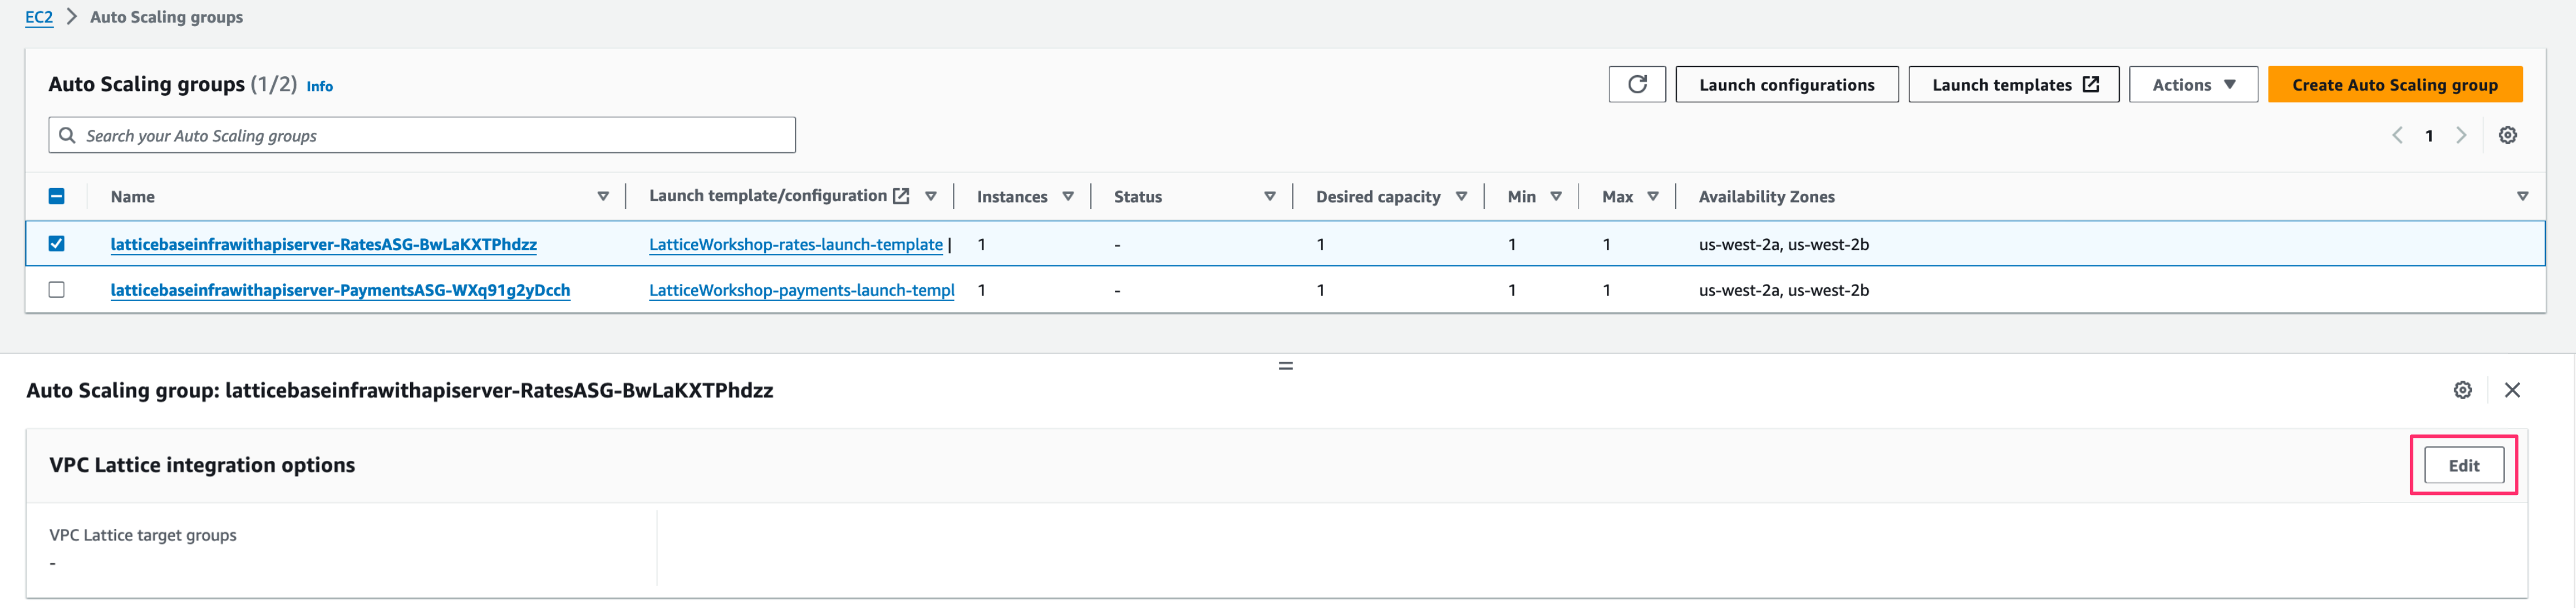 EC2 > Auto Scaling groups
Auto Scaling groups (1/2) Info
Launch configurations
Launch templates
Actions
Create Auto Scaling group
Search your Auto Scaling groups
1
Name Launch template/configuration Instances Status Desired capacity Min Max Availability Zones
latticebaseinfrawithapiserver-RatesASG-BwLaKXTPhdzz LatticeWorkshop-rates-launch-template | 1 - 1 1 1 us-west-2a, us-west-2b
latticebaseinfrawithapiserver-PaymentsASG-WXq91g2yDcch LatticeWorkshop-payments-launch-templ 1 - 1 1 1 us-west-2a, us-west-2b
Auto Scaling group: latticebaseinfrawithapiserver-RatesASG-BwLaKXTPhdzz
VPC Lattice integration options
Edit
VPC Lattice target groups
-